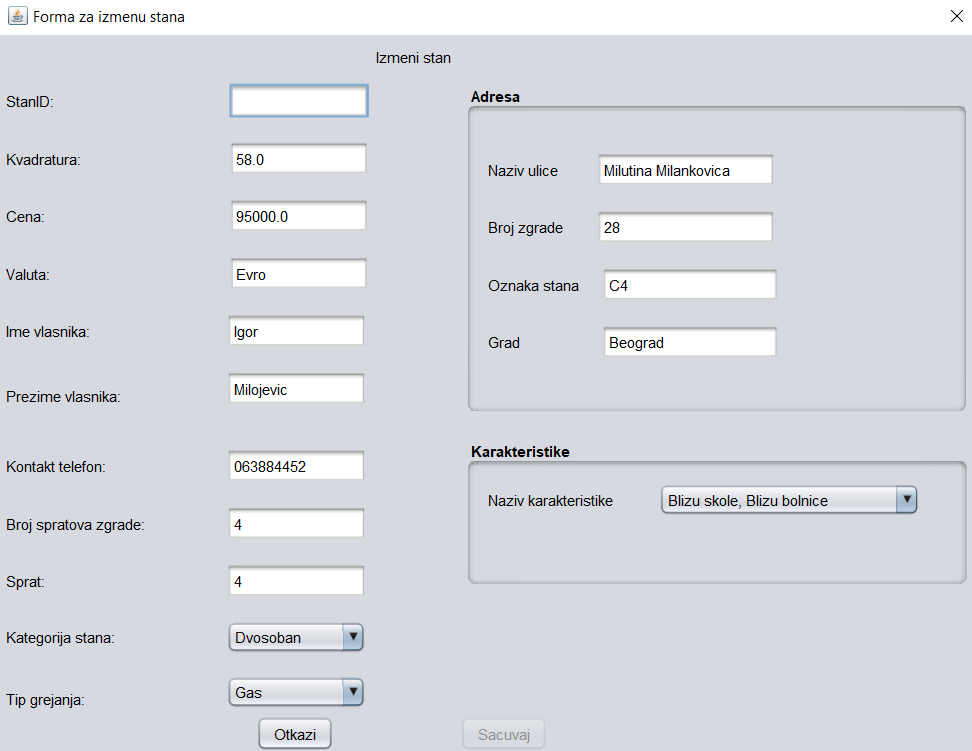 Forma za izmenu stana
Izmeni stan
StanID:
Kvadratura: 58.0
Cena: 95000.0
Valuta: Evro
Ime vlasnika: Igor
Prezime vlasnika: Milojevic
Kontakt telefon: 063884452
Broj spratova zgrade: 4
Sprat: 4
Kategorija stana: Dvosoban
Tip grejanja: Gas
Adresa
Naziv ulice Milutina Milankovica
Broj zgrade 28
Oznaka stana C4
Grad Beograd
Karakteristike
Naziv karakteristike Blizu skole, Blizu bolnice
Otkazi Sacuvaj